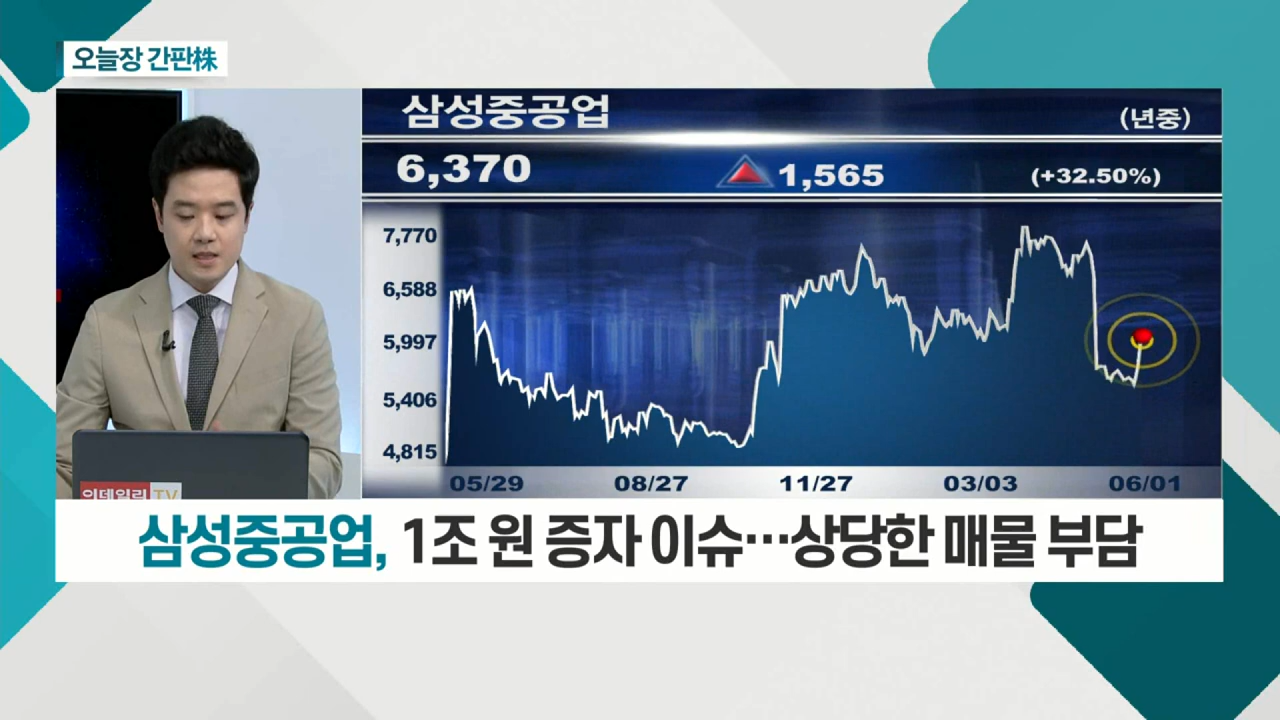 오늘장 간판株
삼성중공업
(년중)
6,370
1,565
(+32.50%)
7,770
6,588
5,997
5,406
4,815
05/29
08/27
11/27
03/03
06/01
이데일리 TV
삼성중공업, 1조 원 증자 이슈…상당한 매물 부담